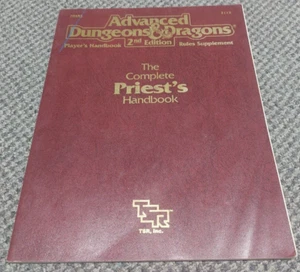 Advanced
Dungeons & Dragons
Player's Handbook 2nd Edition Rules Supplement
The
Complete
Priest's
Handbook
TSR
TSR, Inc.